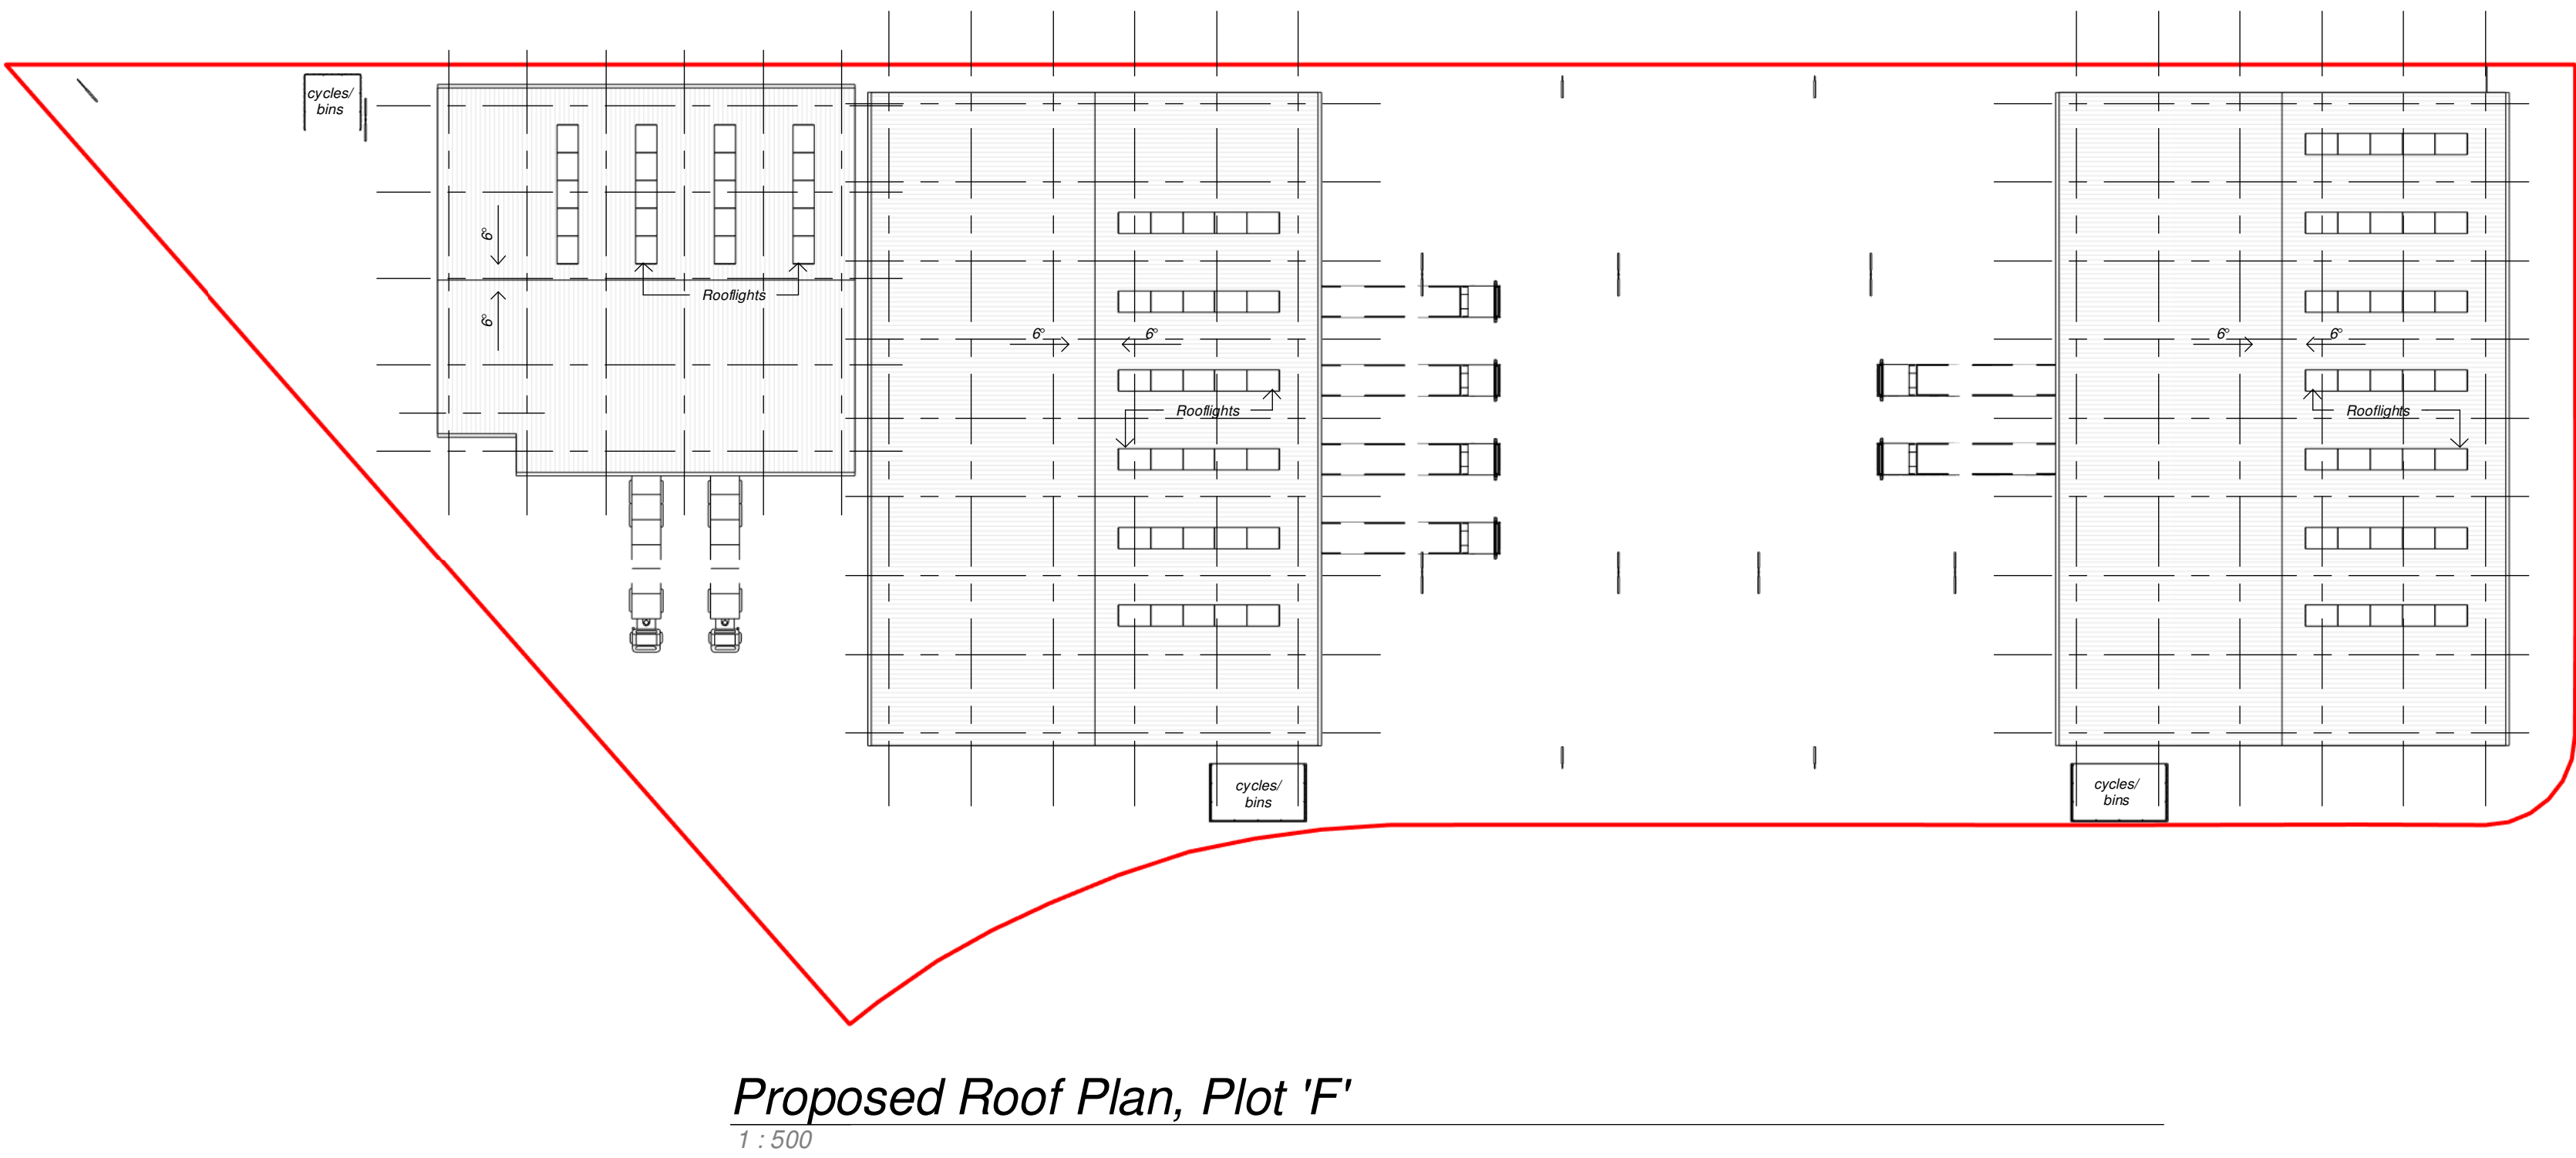 cycles/
bins
6°
6°
Rooflights
6°
6°
Rooflights
6°
6°
Rooflights
cycles/
bins
cycles/
bins
Proposed Roof Plan, Plot 'F'
1 : 500